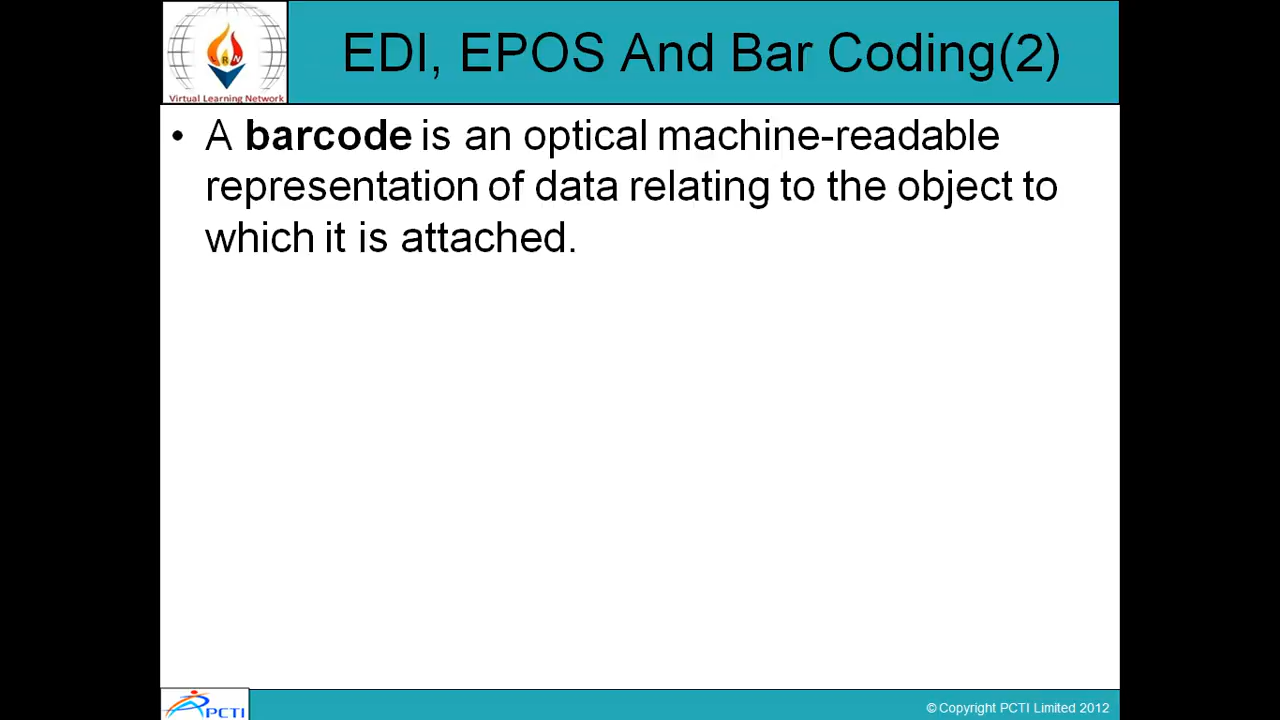 EDI, EPOS And Bar Coding(2)
Virtual Learning Network
• A barcode is an optical machine-readable
representation of data relating to the object to
which it is attached.
PCTI
© Copyright PCTI Limited 2012